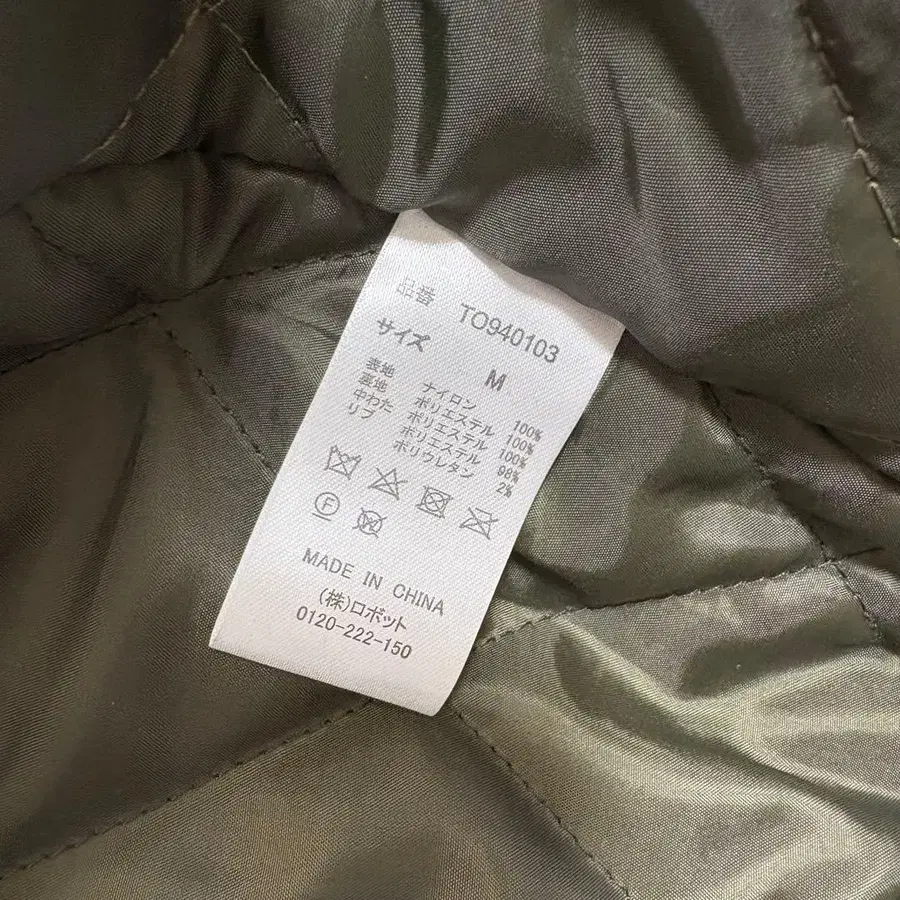 品番 TO940103
サイズ M
表地 ナイロン 100%
裏地 ポリエステル 100%
中わた ポリエステル 100%
リブ ポリエステル 98%
ポリウレタン 2%
F
W
MADE IN CHINA
(株)ロボット
0120-222-150